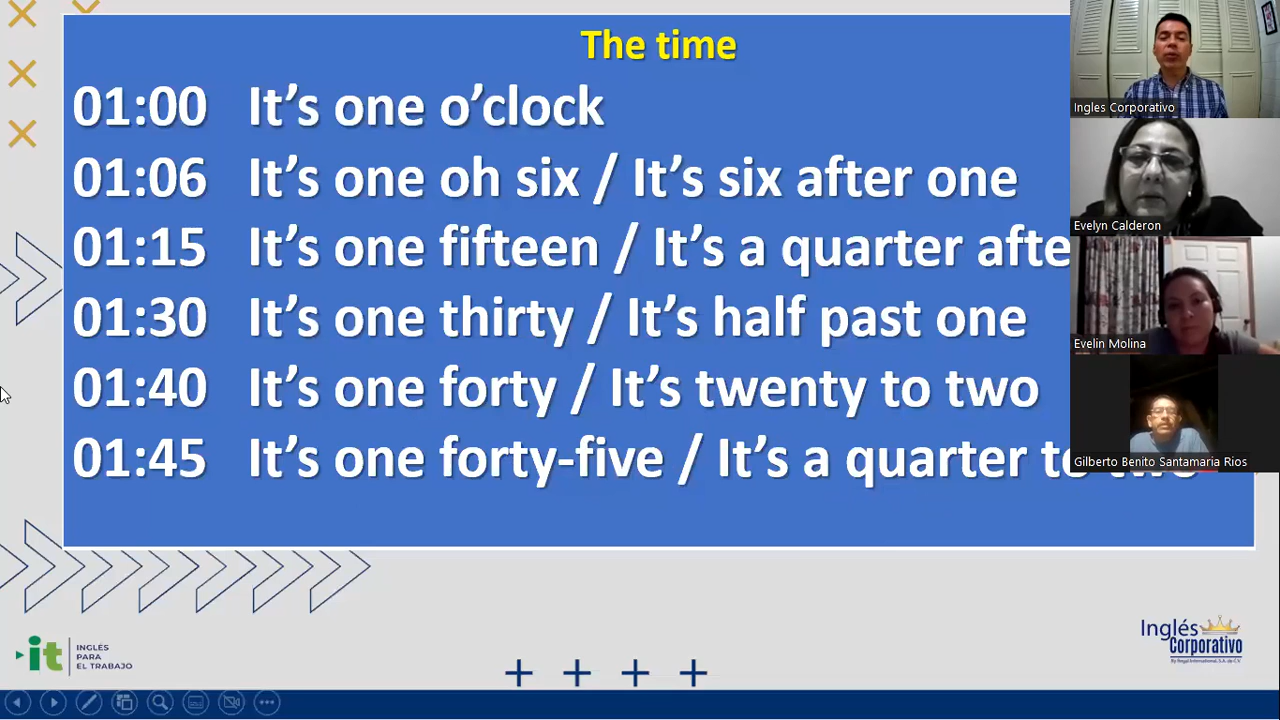 The time
01:00 It’s one o’clock
01:06 It’s one oh six / It’s six after one
01:15 It’s one fifteen / It’s a quarter afte
01:30 It’s one thirty / It’s half past one
01:40 It’s one forty / It’s twenty to two
01:45 It’s one forty-five / It’s a quarter to two
Ingles Corporativo
Evelyn Calderon
Evelin Molina
Gilberto Benito Santamaria Rios
it
INGLÉS
PARA
EL TRABAJO
Inglés
Corporativo